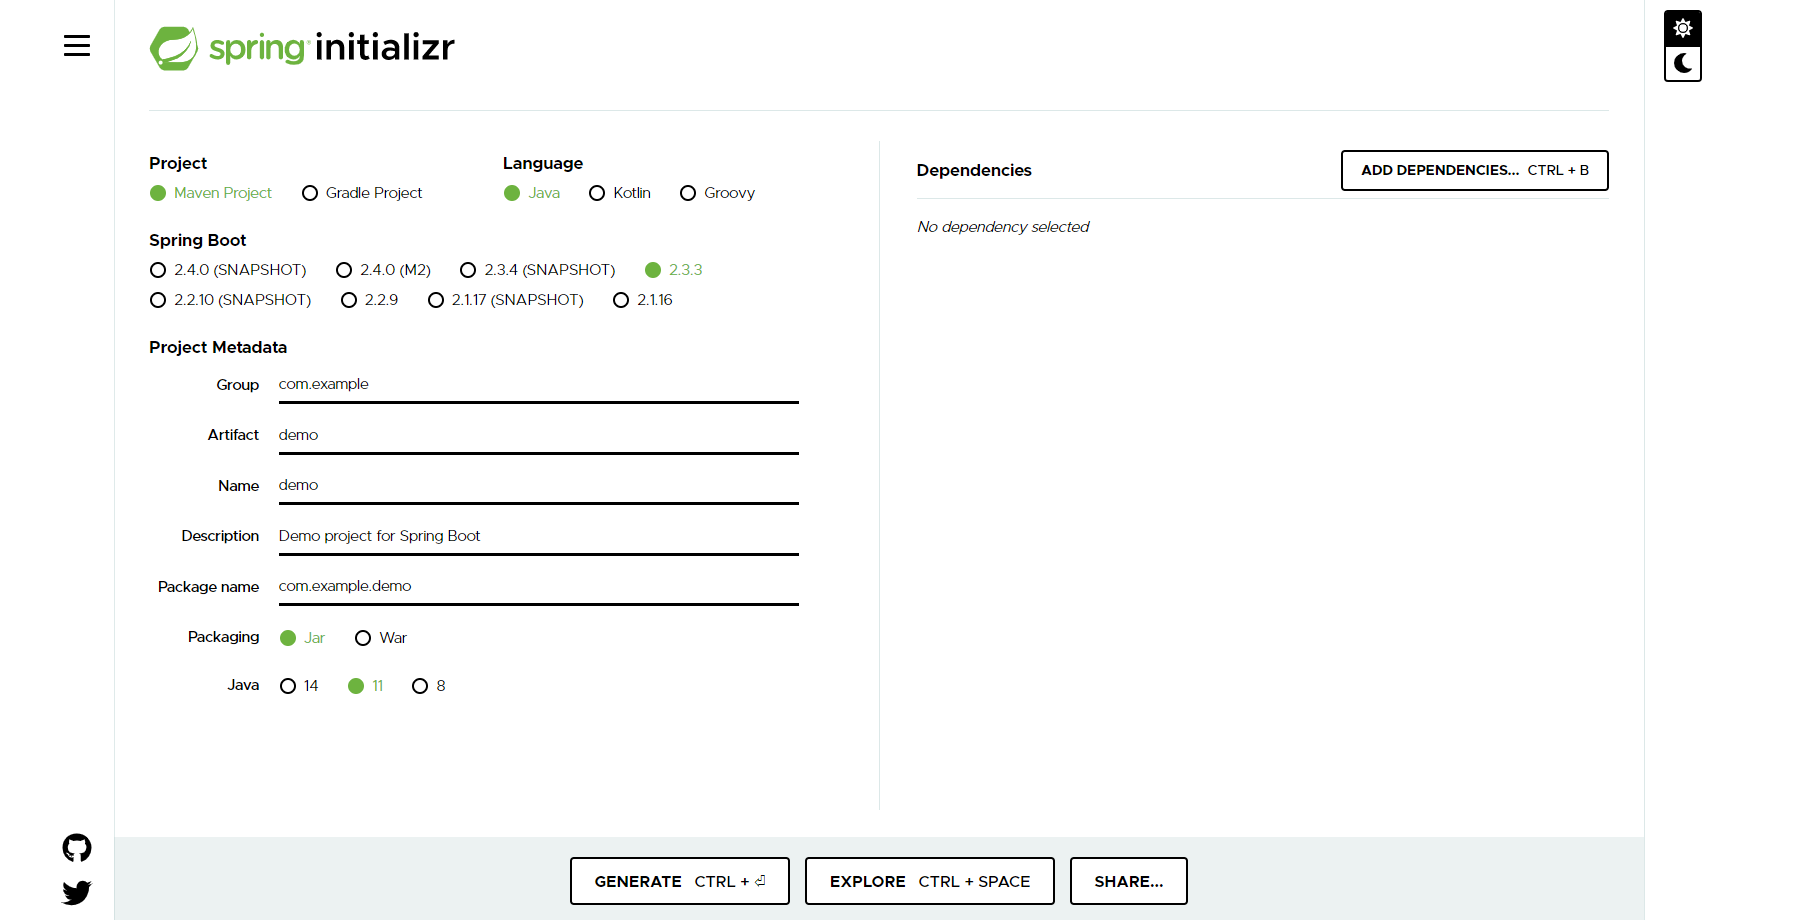 spring initializr
Project
Maven Project Gradle Project
Language
Java Kotlin Groovy
Spring Boot
2.4.0 (SNAPSHOT) 2.4.0 (M2) 2.3.4 (SNAPSHOT) 2.3.3
2.2.10 (SNAPSHOT) 2.2.9 2.1.17 (SNAPSHOT) 2.1.16
Project Metadata
Group com.example
Artifact demo
Name demo
Description Demo project for Spring Boot
Package name com.example.demo
Packaging Jar War
Java 14 11 8
Dependencies ADD DEPENDENCIES... CTRL + B
No dependency selected
GENERATE CTRL + ⏎ EXPLORE CTRL + SPACE SHARE...